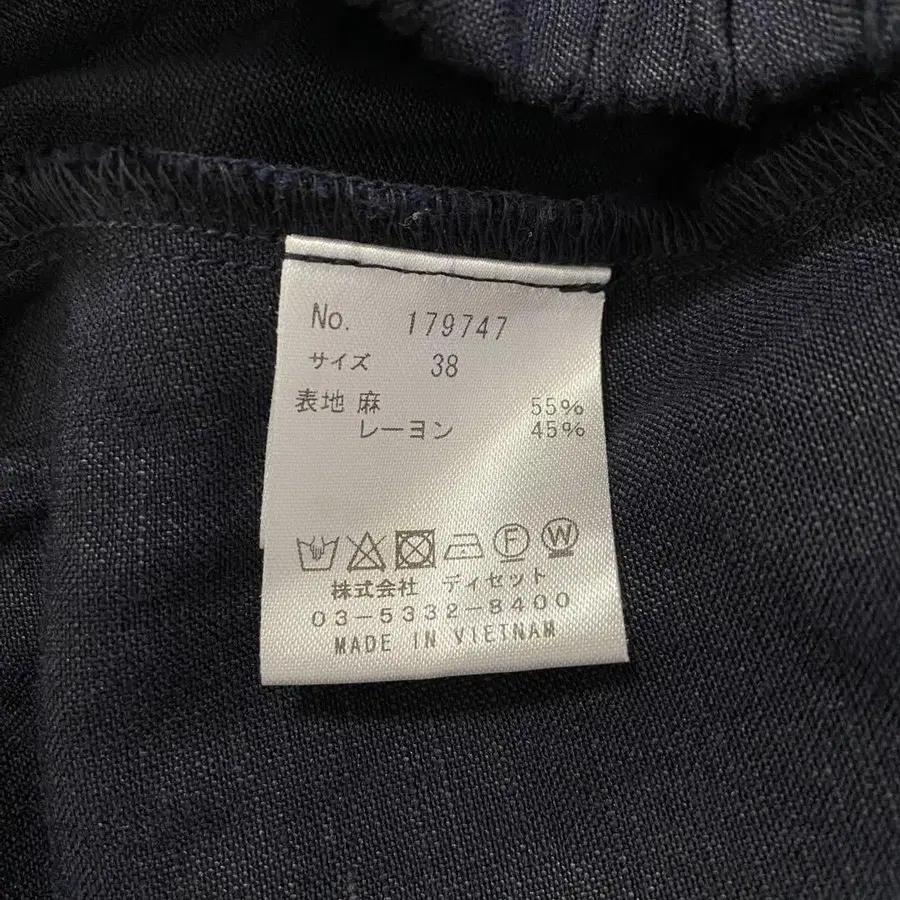 No. 179747
サイズ 38
表地 麻 55%
レーヨン 45%
F W
株式会社 デイセット
03-5332-8400
MADE IN VIETNAM